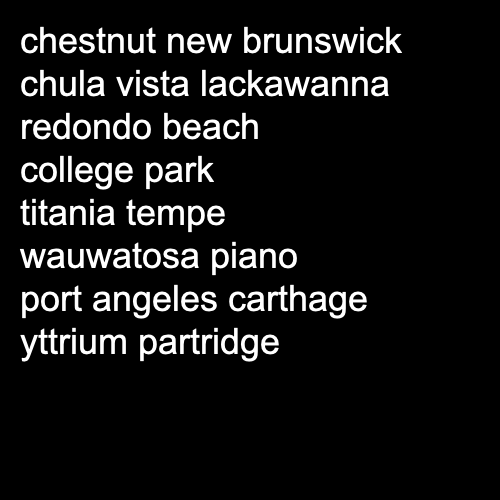 chestnut new brunswick
chula vista lackawanna
redondo beach
college park
titania tempe
wauwatosa piano
port angeles carthage
yttrium partridge